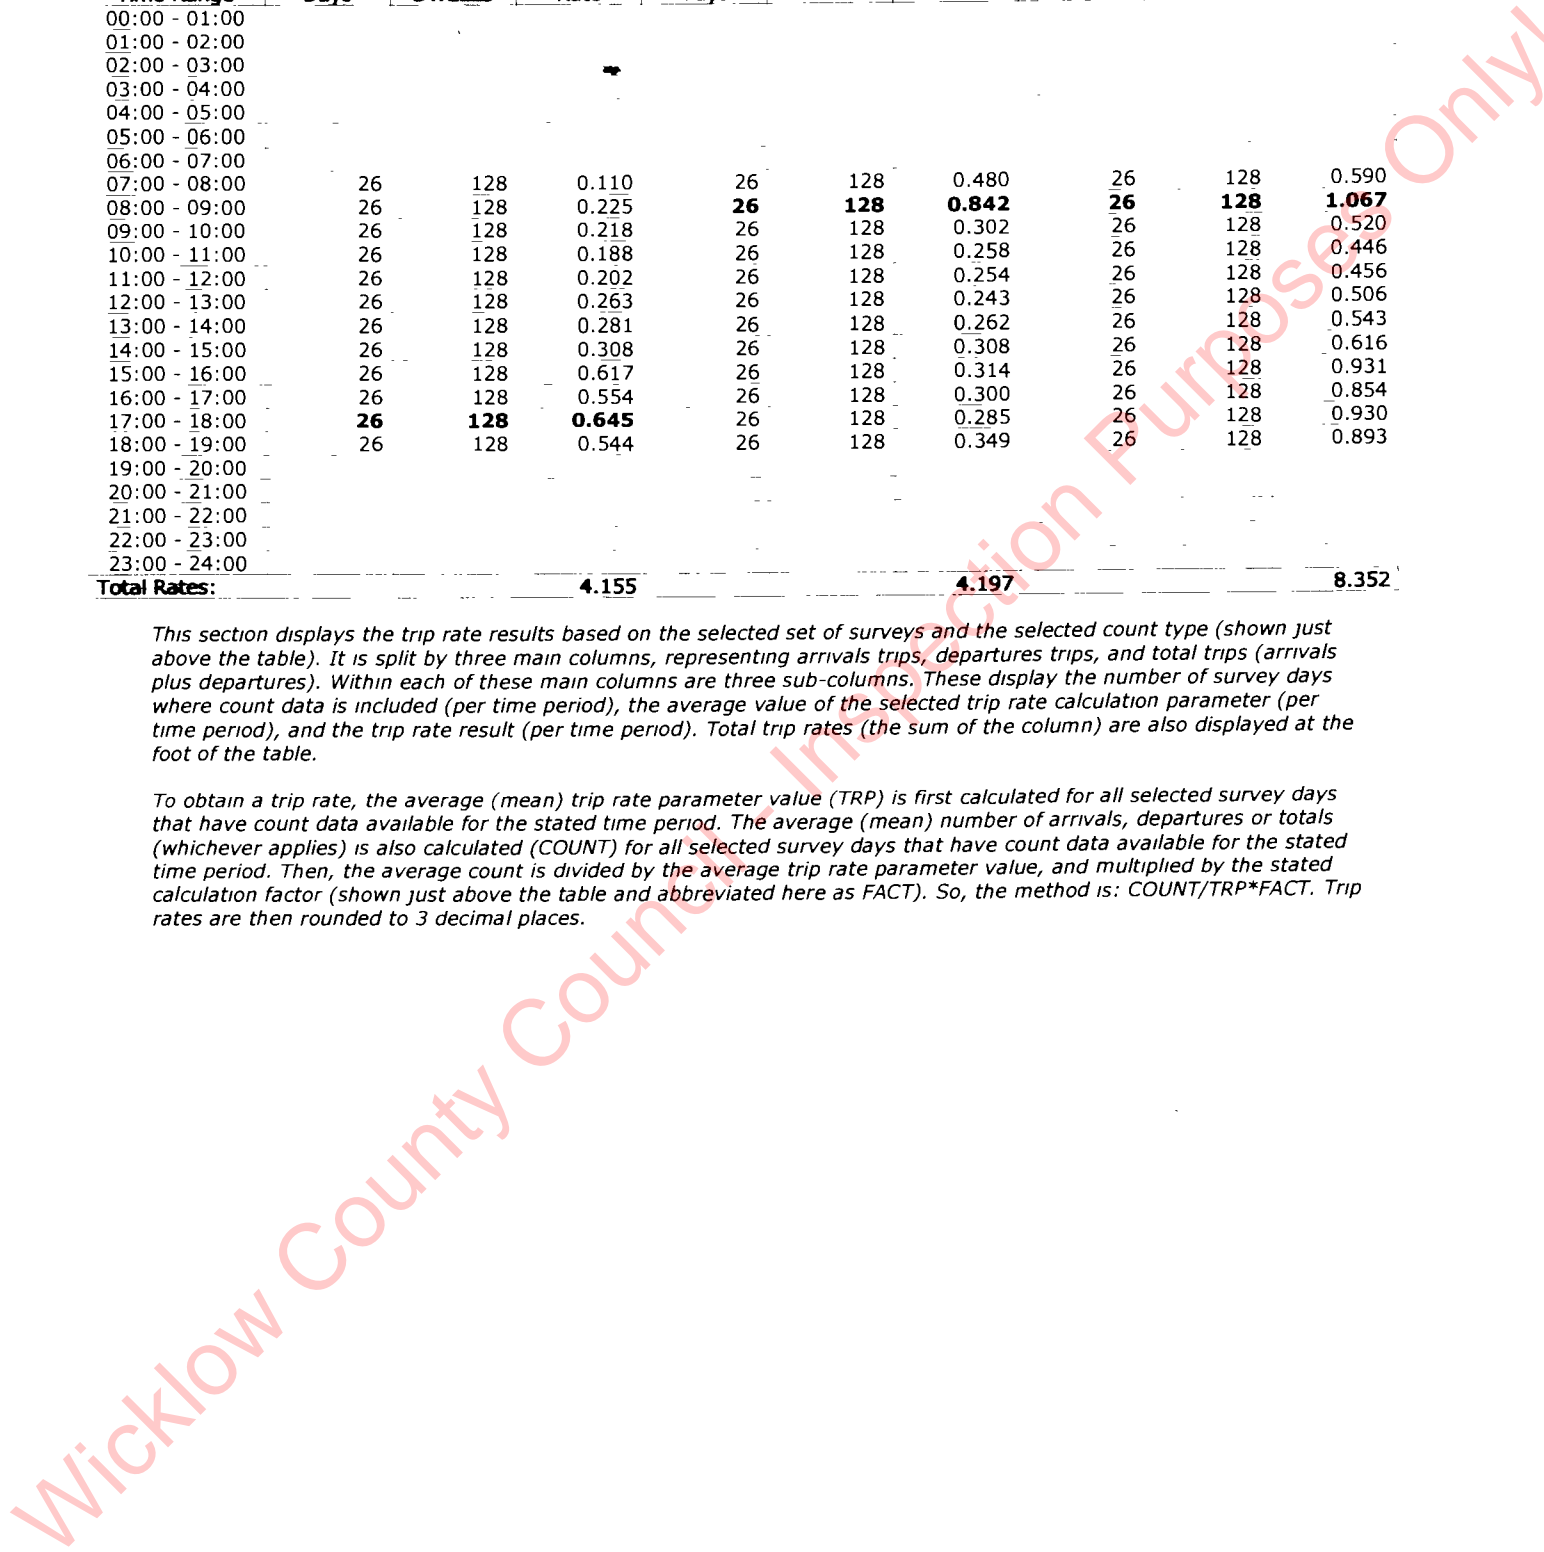 00:00 - 01:00
01:00 - 02:00
02:00 - 03:00
03:00 - 04:00
04:00 - 05:00
05:00 - 06:00
06:00 - 07:00
07:00 - 08:00 26 128 0.110 26 128 0.480 26 128 0.590
08:00 - 09:00 26 128 0.225 26 128 0.842 26 128 1.067
09:00 - 10:00 26 128 0.218 26 128 0.302 26 128 0.520
10:00 - 11:00 26 128 0.188 26 128 0.258 26 128 0.446
11:00 - 12:00 26 128 0.202 26 128 0.254 26 128 0.456
12:00 - 13:00 26 128 0.263 26 128 0.243 26 128 0.506
13:00 - 14:00 26 128 0.281 26 128 0.262 26 128 0.543
14:00 - 15:00 26 128 0.308 26 128 0.308 26 128 0.616
15:00 - 16:00 26 128 0.617 26 128 0.314 26 128 0.931
16:00 - 17:00 26 128 0.554 26 128 0.300 26 128 0.854
17:00 - 18:00 26 128 0.645 26 128 0.285 26 128 0.930
18:00 - 19:00 26 128 0.544 26 128 0.349 26 128 0.893
19:00 - 20:00
20:00 - 21:00
21:00 - 22:00
22:00 - 23:00
23:00 - 24:00
Total Rates: 4.155 4.197 8.352
This section displays the trip rate results based on the selected set of surveys and the selected count type (shown just
above the table). It is split by three main columns, representing arrivals trips, departures trips, and total trips (arrivals
plus departures). Within each of these main columns are three sub-columns. These display the number of survey days
where count data is included (per time period), the average value of the selected trip rate calculation parameter (per
time period), and the trip rate result (per time period). Total trip rates (the sum of the column) are also displayed at the
foot of the table.
To obtain a trip rate, the average (mean) trip rate parameter value (TRP) is first calculated for all selected survey days
that have count data available for the stated time period. The average (mean) number of arrivals, departures or totals
(whichever applies) is also calculated (COUNT) for all selected survey days that have count data available for the stated
time period. Then, the average count is divided by the average trip rate parameter value, and multiplied by the stated
calculation factor (shown just above the table and abbreviated here as FACT). So, the method is: COUNT/TRP*FACT. Trip
rates are then rounded to 3 decimal places.
Wicklow County Council - Inspection Purposes Only!